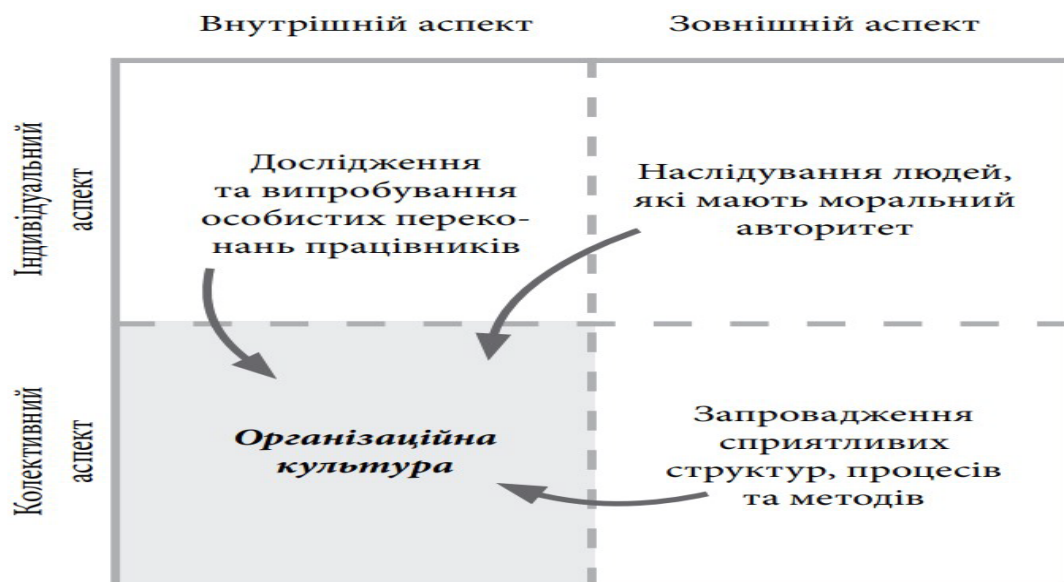 Внутрішній аспект
Зовнішній аспект
Індивідуальний
аспект
Дослідження
та випробування
особистих переко-
нань працівників
Наслідування людей,
які мають моральний
авторитет
Колективний
аспект
Організаційна
культура
Запровадження
сприятливих
структур, процесів
та методів